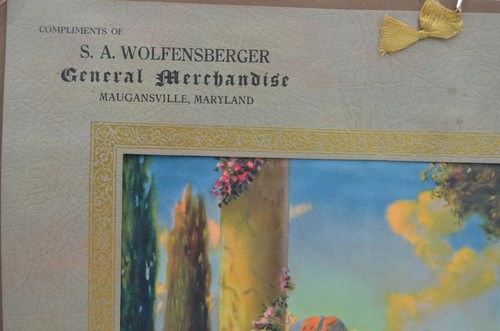 COMPLIMENTS OF
S. A. WOLFENSBERGER
General Merchandise
MAUGANSVILLE, MARYLAND